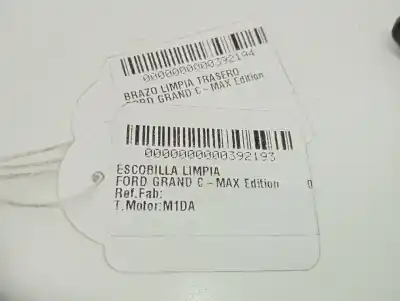 0000000000392194
BRAZO LIMPIA TRASERO
FORD GRAND C - MAX Edition
0000000000392193
ESCOBILLA LIMPIA
FORD GRAND C - MAX Edition
Ref.Fab:
T.Motor:M1DA